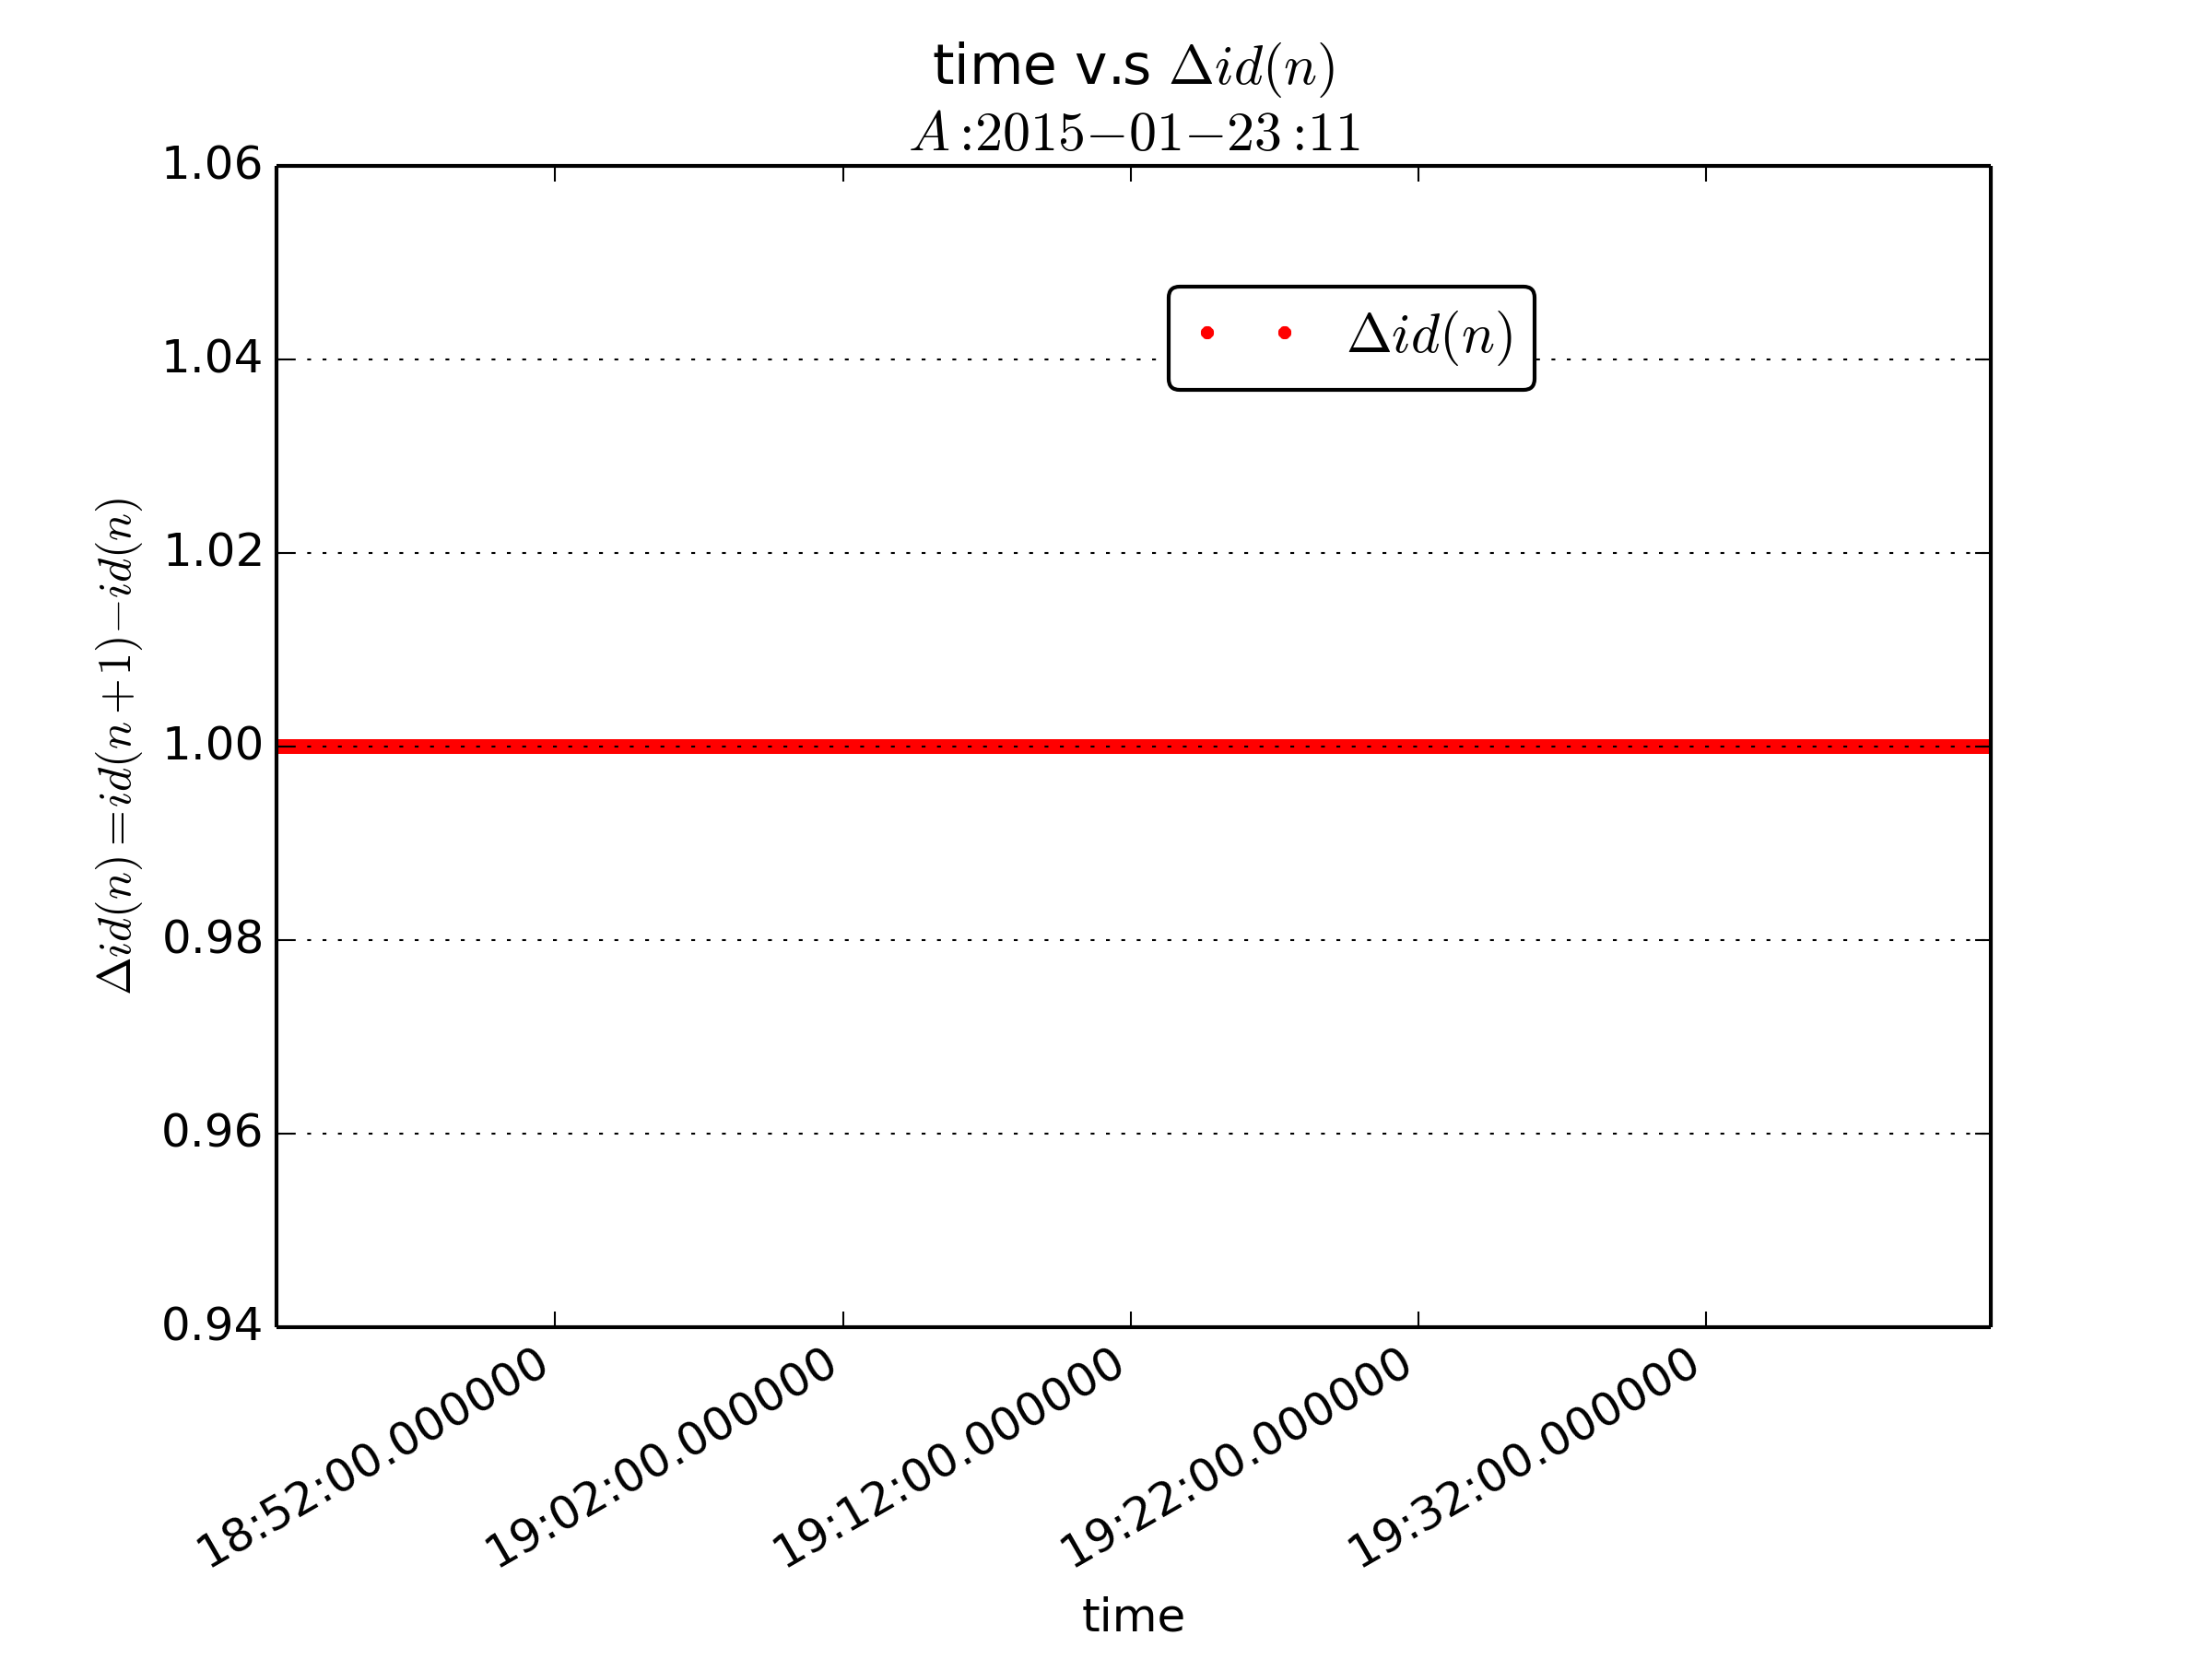 time v.s Δid(n)
A:2015−01−23:11
Δid(n)
Δid(n)=id(n+1)−id(n)
1.06
1.04
1.02
1.00
0.98
0.96
0.94
18:52:00.000000
19:02:00.000000
19:12:00.000000
19:22:00.000000
19:32:00.000000
time